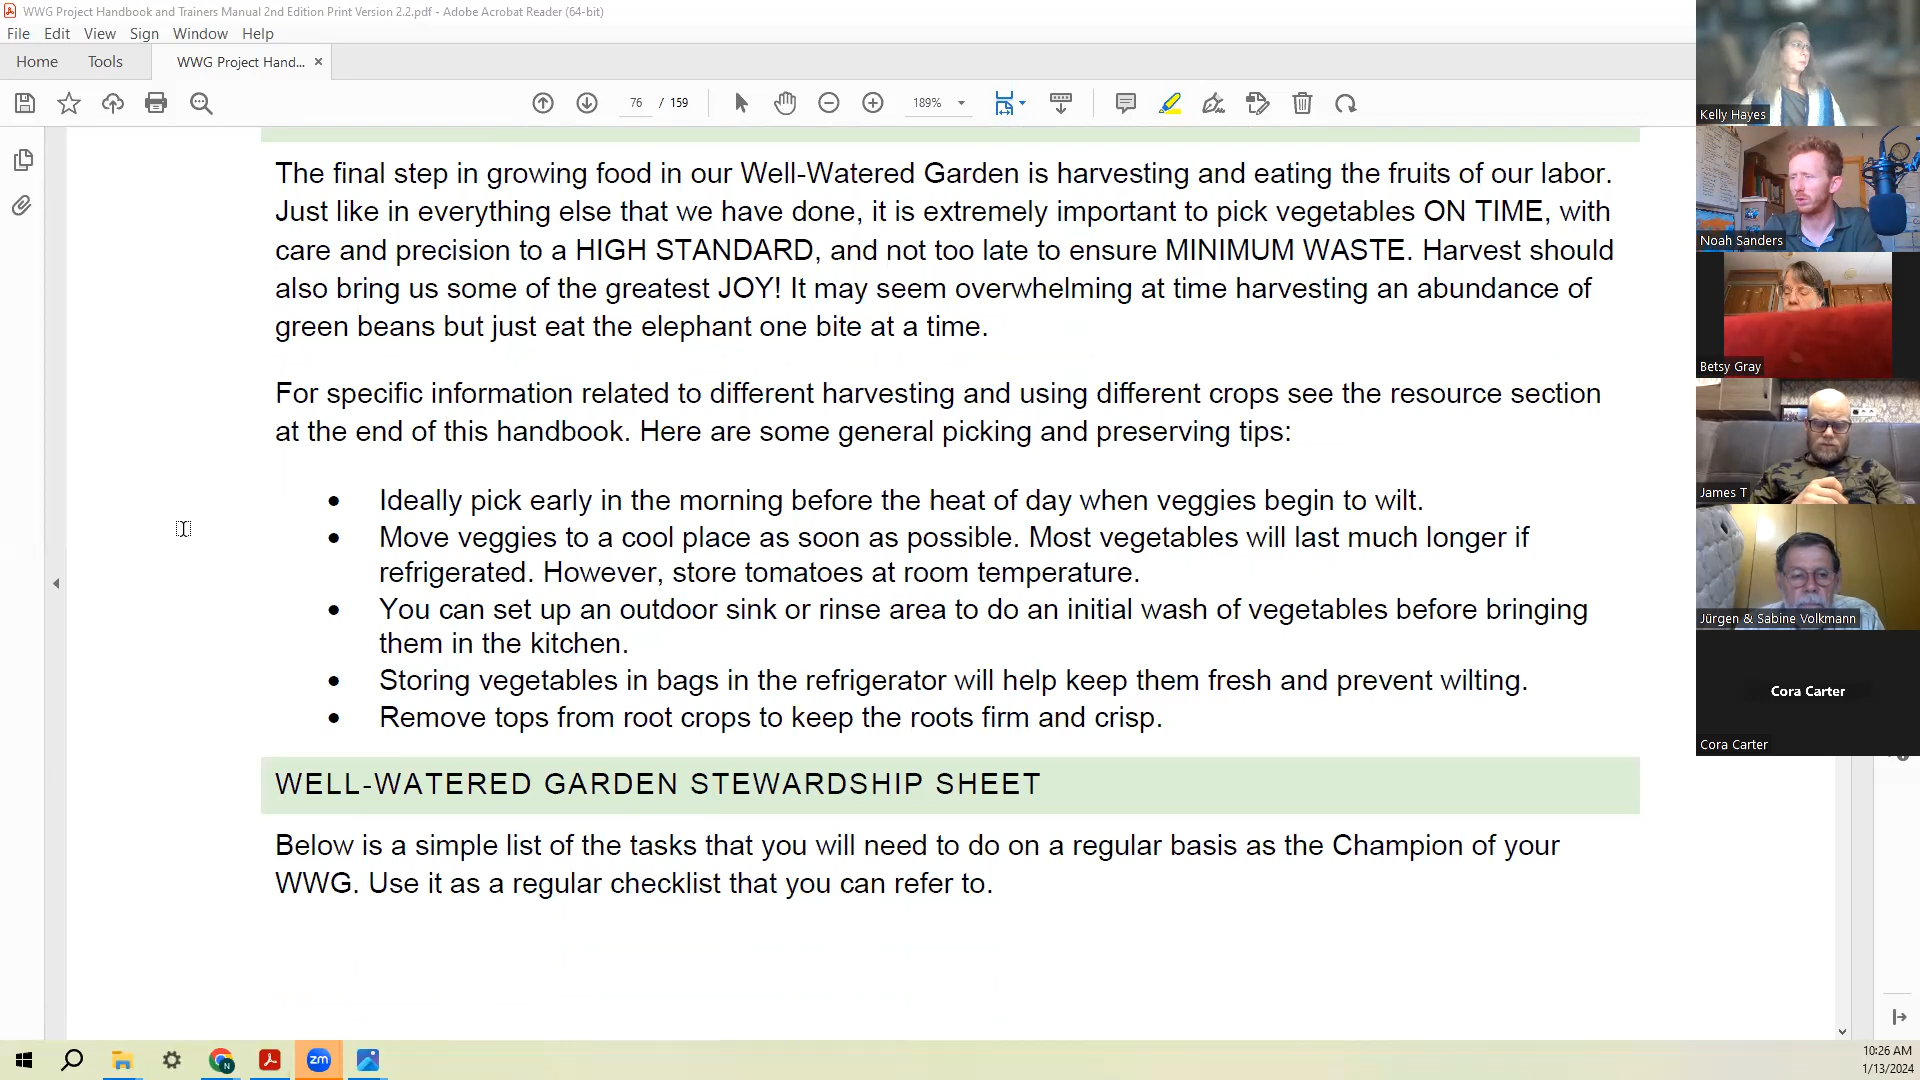 WWG Project Handbook and Trainers Manual 2nd Edition Print Version 2.2.pdf - Adobe Acrobat Reader (64-bit)
File Edit View Sign Window Help
Home Tools WWG Project Hand... ×
76 / 159 189%
The final step in growing food in our Well-Watered Garden is harvesting and eating the fruits of our labor.
Just like in everything else that we have done, it is extremely important to pick vegetables ON TIME, with
care and precision to a HIGH STANDARD, and not too late to ensure MINIMUM WASTE. Harvest should
also bring us some of the greatest JOY! It may seem overwhelming at time harvesting an abundance of
green beans but just eat the elephant one bite at a time.
For specific information related to different harvesting and using different crops see the resource section
at the end of this handbook. Here are some general picking and preserving tips:
• Ideally pick early in the morning before the heat of day when veggies begin to wilt.
• Move veggies to a cool place as soon as possible. Most vegetables will last much longer if
refrigerated. However, store tomatoes at room temperature.
• You can set up an outdoor sink or rinse area to do an initial wash of vegetables before bringing
them in the kitchen.
• Storing vegetables in bags in the refrigerator will help keep them fresh and prevent wilting.
• Remove tops from root crops to keep the roots firm and crisp.
WELL-WATERED GARDEN STEWARDSHIP SHEET
Below is a simple list of the tasks that you will need to do on a regular basis as the Champion of your
WWG. Use it as a regular checklist that you can refer to.
Kelly Hayes
Noah Sanders
Betsy Gray
James T
Jürgen & Sabine Volkmann
Cora Carter
Cora Carter
N
zm
10:26 AM
1/13/2024